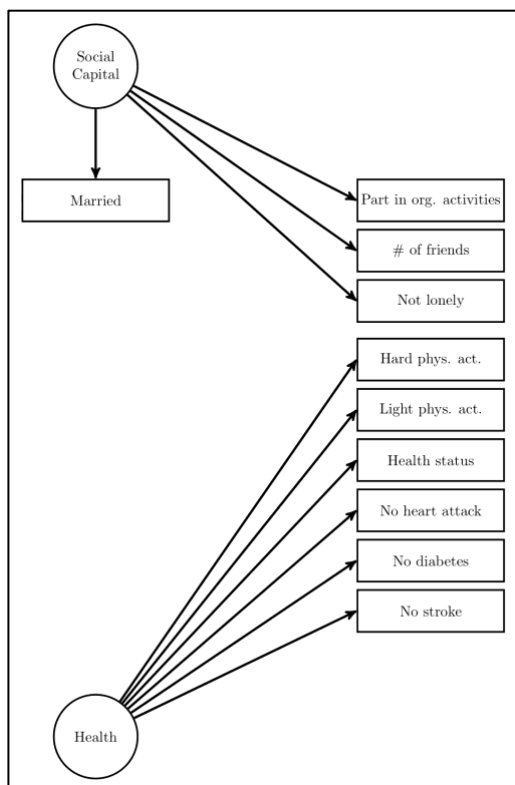 Social
Capital
Married
Part in org. activities
# of friends
Not lonely
Hard phys. act.
Light phys. act.
Health status
No heart attack
No diabetes
No stroke
Health